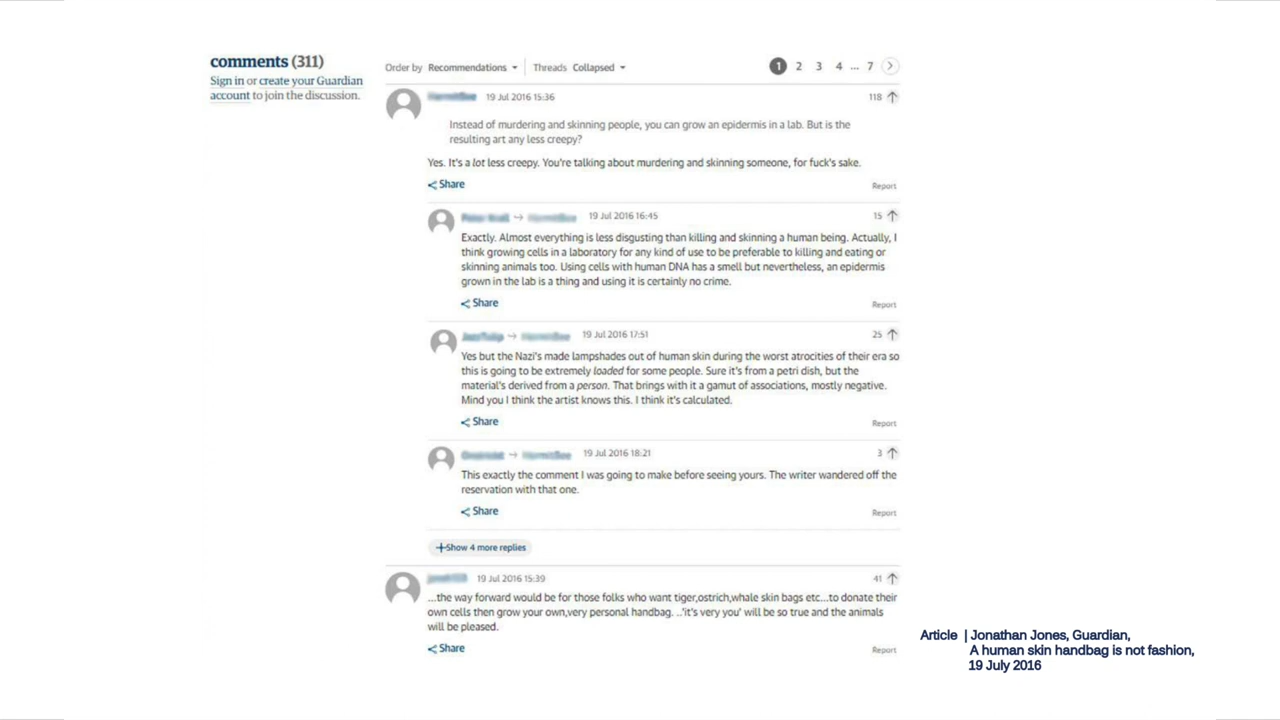 comments (311)
Sign in or create your Guardian
account to join the discussion.
Order by Recommendations Threads Collapsed
1 2 3 4 ... 7
19 Jul 2016 15:36
118
Instead of murdering and skinning people, you can grow an epidermis in a lab. But is the
resulting art any less creepy?
Yes. It's a lot less creepy. You're talking about murdering and skinning someone, for fuck's sake.
Share
Report
19 Jul 2016 16:45
15
Exactly. Almost everything is less disgusting than killing and skinning a human being. Actually, I
think growing cells in a laboratory for any kind of use to be preferable to killing and eating or
skinning animals too. Using cells with human DNA has a smell but nevertheless, an epidermis
grown in the lab is a thing and using it is certainly no crime.
Share
Report
19 Jul 2016 17:51
25
Yes but the Nazi's made lampshades out of human skin during the worst atrocities of their era so
this is going to be extremely loaded for some people. Sure it's from a petri dish, but the
material's derived from a person. That brings with it a gamut of associations, mostly negative.
Mind you I think the artist knows this. I think it's calculated.
Share
Report
19 Jul 2016 18:21
3
This exactly the comment I was going to make before seeing yours. The writer wandered off the
reservation with that one.
Share
Report
+Show 4 more replies
19 Jul 2016 15:39
41
...the way forward would be for those folks who want tiger,ostrich,whale skin bags etc...to donate their
own cells then grow your own,very personal handbag. ..'it's very you' will be so true and the animals
will be pleased.
Share
Report
Article | Jonathan Jones, Guardian,
A human skin handbag is not fashion,
19 July 2016